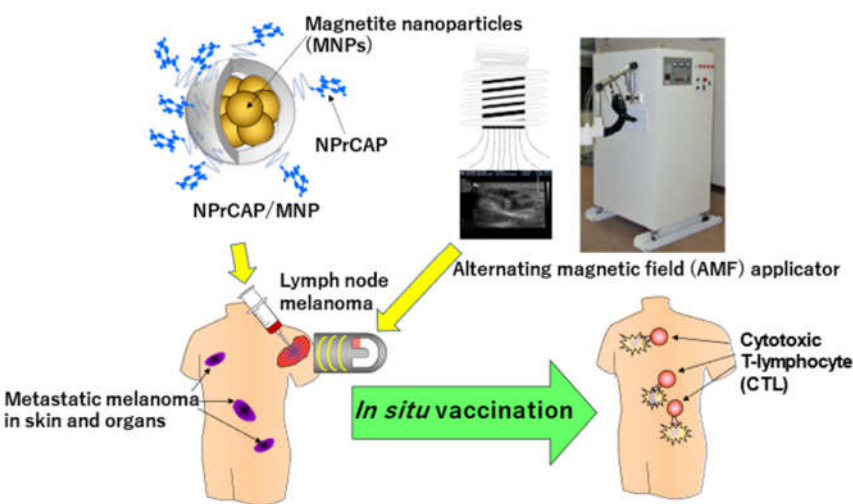 Magnetite nanoparticles
(MNPs)
NPrCAP
NPrCAP/MNP
Alternating magnetic field (AMF) applicator
Lymph node
melanoma
Metastatic melanoma
in skin and organs
In situ vaccination
Cytotoxic
T-lymphocyte
(CTL)